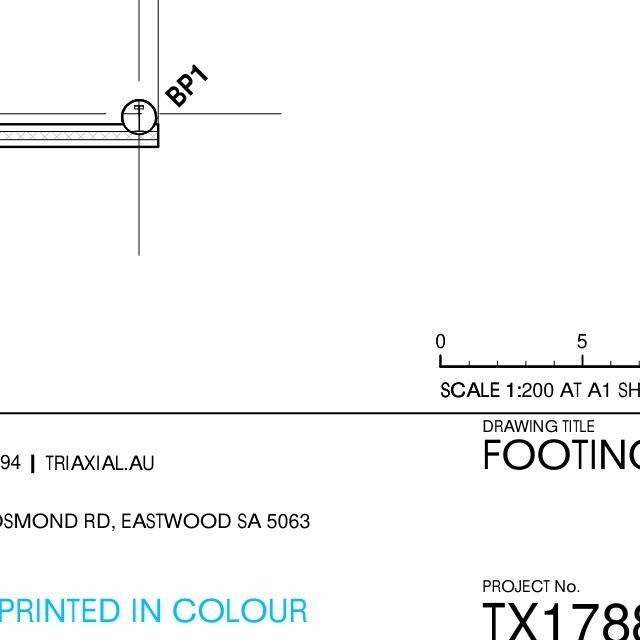 BP1
0 5
SCALE 1:200 AT A1 SH
DRAWING TITLE
FOOTING
94 | TRIAXIAL.AU
OSMOND RD, EASTWOOD SA 5063
PRINTED IN COLOUR
PROJECT No.
TX1788